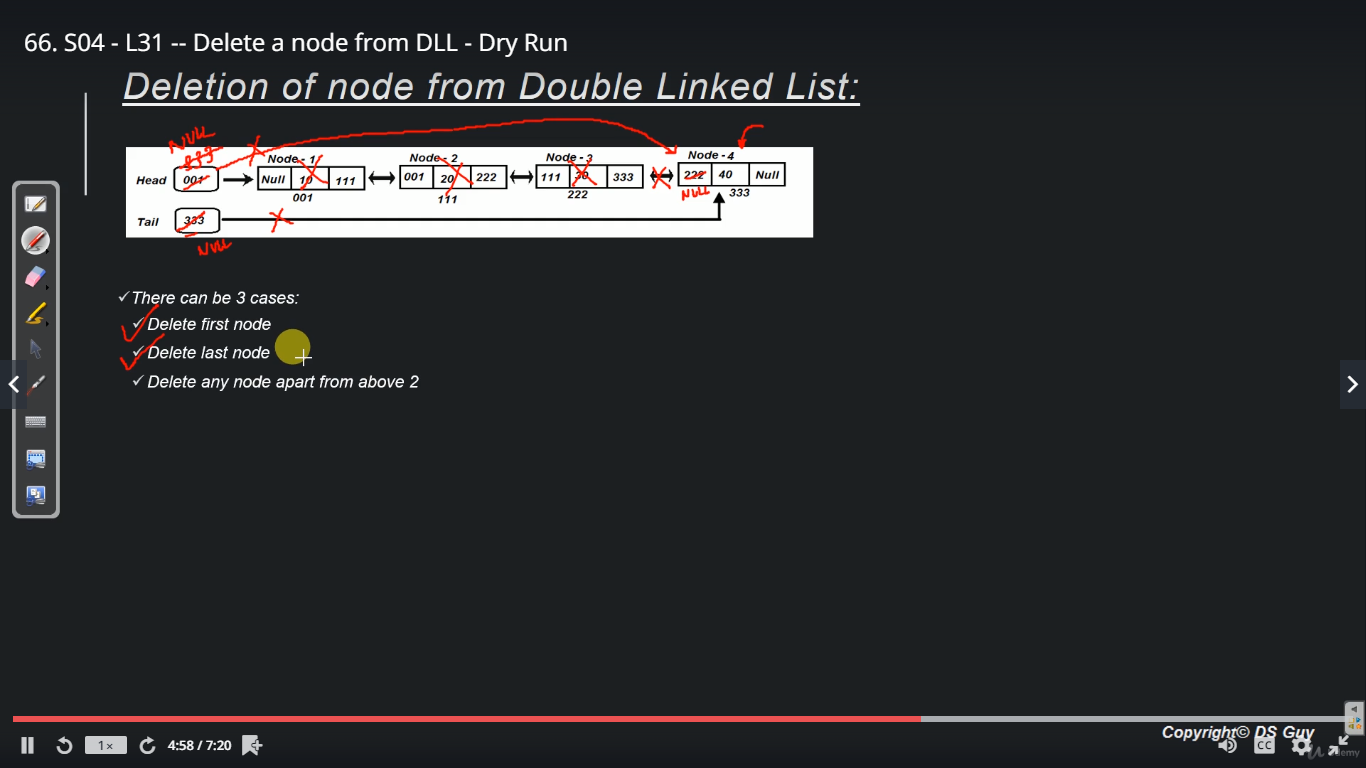 66. S04 - L31 -- Delete a node from DLL - Dry Run
Deletion of node from Double Linked List:
NULL
333
Node - 1 Node - 2 Node - 3 Node - 4
Head 001 Null 10 111 001 20 222 111 30 333 222 40 Null
001 111 222 NULL 333
Tail 333
NULL
✓There can be 3 cases:
✓Delete first node
✓Delete last node
✓Delete any node apart from above 2
Copyright© DS Guy
1× 4:58 / 7:20 CC